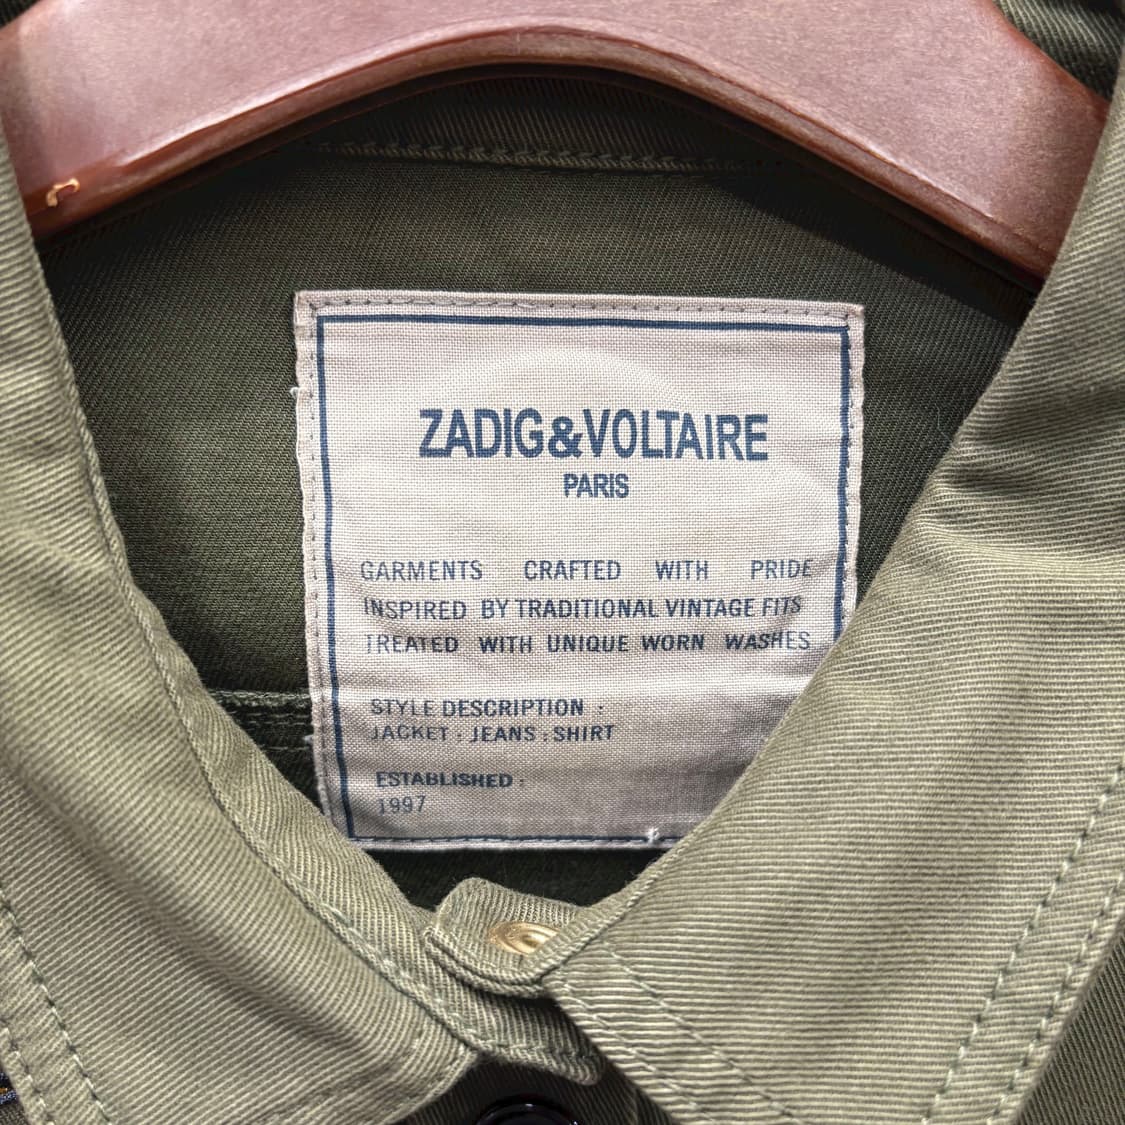 ZADIG&VOLTAIRE
PARIS
GARMENTS CRAFTED WITH PRIDE
INSPIRED BY TRADITIONAL VINTAGE FITS
TREATED WITH UNIQUE WORN WASHES
STYLE DESCRIPTION :
JACKET . JEANS . SHIRT
ESTABLISHED :
1997